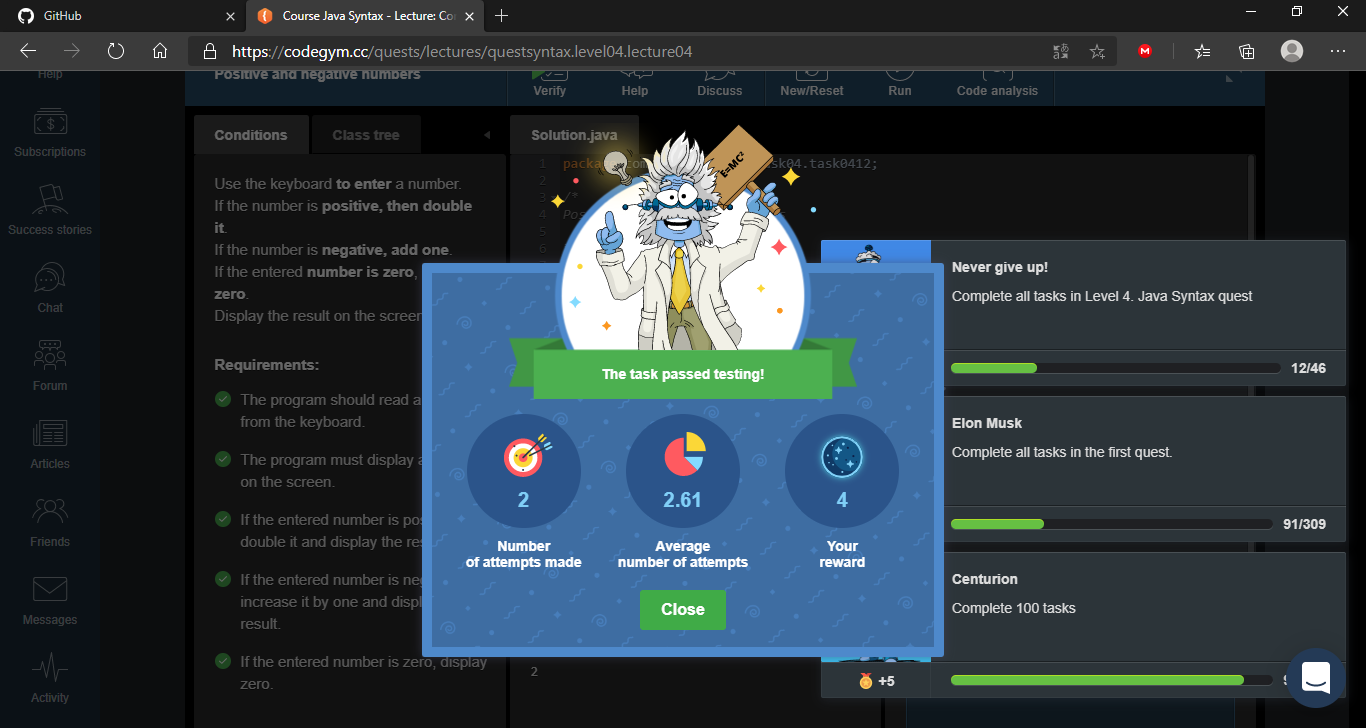 GitHub
Course Java Syntax - Lecture: Co
https://codegym.cc/quests/lectures/questsyntax.level04.lecture04
M
Help
Positive and negative numbers
Verify
Help
Discuss
New/Reset
Run
Code analysis
Subscriptions
Success stories
Chat
Forum
Articles
Friends
Messages
Activity
Conditions
Class tree
Solution.java
Use the keyboard to enter a number.
If the number is positive, then double
it.
If the number is negative, add one.
If the entered number is zero,
zero.
Display the result on the screen
Requirements:
The program should read a
from the keyboard.
The program must display a
on the screen.
If the entered number is pos
double it and display the res
If the entered number is neg
increase it by one and displ
result.
If the entered number is zero, display
zero.
1 packa com sk04.task0412;
2
3 /*
4 Pos
5
6
2
E=MC²
The task passed testing!
2
2.61
4
Number
of attempts made
Average
number of attempts
Your
reward
Close
Never give up!
Complete all tasks in Level 4. Java Syntax quest
12/46
Elon Musk
Complete all tasks in the first quest.
91/309
Centurion
Complete 100 tasks
+5